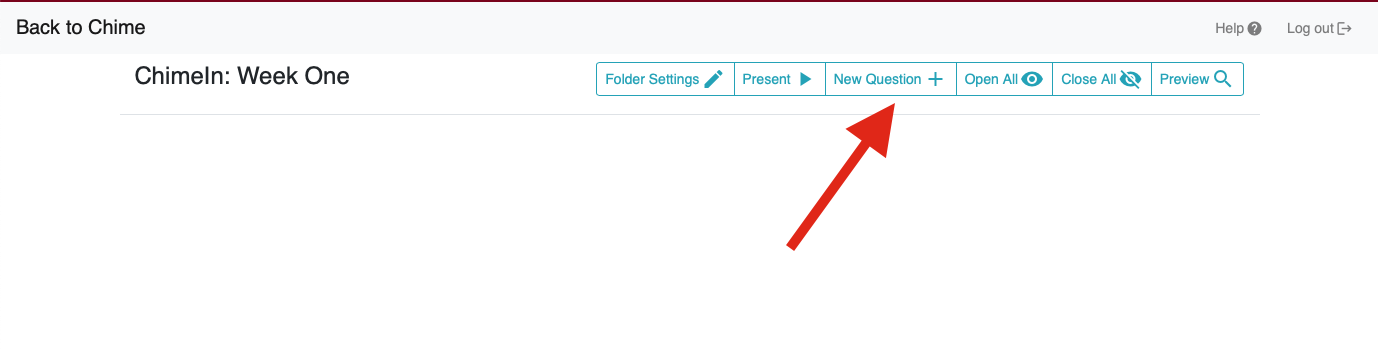 Back to Chime Help Log out
ChimeIn: Week One Folder Settings Present New Question Open All Close All Preview